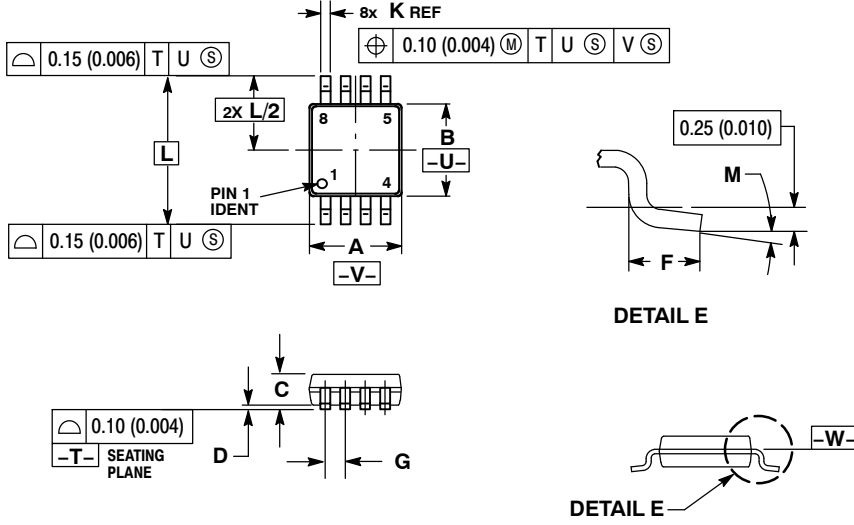 8x K REF
⌖ 0.10 (0.004) Ⓜ T U Ⓢ V Ⓢ
⌓ 0.15 (0.006) T U Ⓢ
2X L/2
8
5
B
–U–
L
PIN 1
IDENT
1
4
⌓ 0.15 (0.006) T U Ⓢ
A
–V–
0.25 (0.010)
M
F
DETAIL E
C
⌓ 0.10 (0.004)
–T– SEATING
PLANE
D
G
–W–
DETAIL E